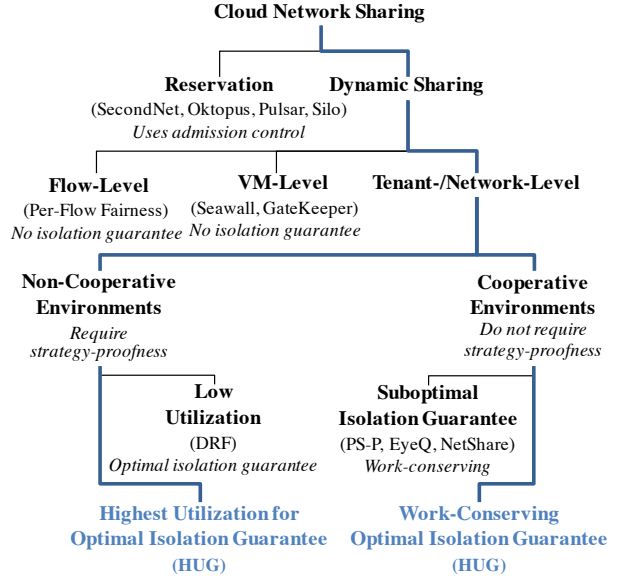 Cloud Network Sharing
Reservation
(SecondNet, Oktopus, Pulsar, Silo)
Uses admission control
Dynamic Sharing
Flow-Level
(Per-Flow Fairness)
No isolation guarantee
VM-Level
(Seawall, GateKeeper)
No isolation guarantee
Tenant-/Network-Level
Non-Cooperative
Environments
Require
strategy-proofness
Cooperative
Environments
Do not require
strategy-proofness
Low
Utilization
(DRF)
Optimal isolation guarantee
Suboptimal
Isolation Guarantee
(PS-P, EyeQ, NetShare)
Work-conserving
Highest Utilization for
Optimal Isolation Guarantee
(HUG)
Work-Conserving
Optimal Isolation Guarantee
(HUG)